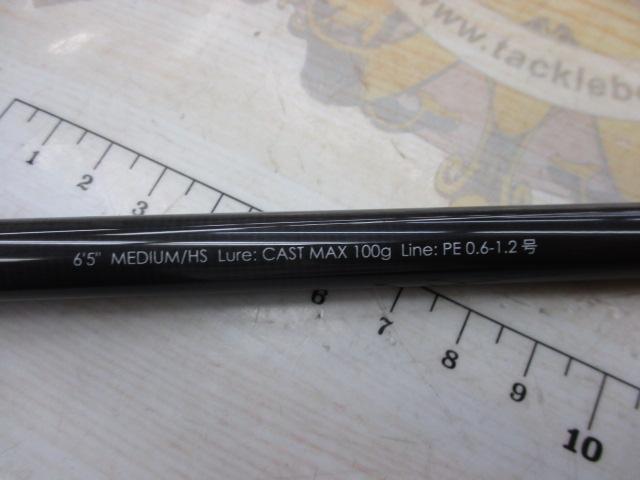 www.tackleb
1 2 3
6'5" MEDIUM/HS Lure: CAST MAX 100g Line: PE 0.6-1.2号
6 7 8 9 10